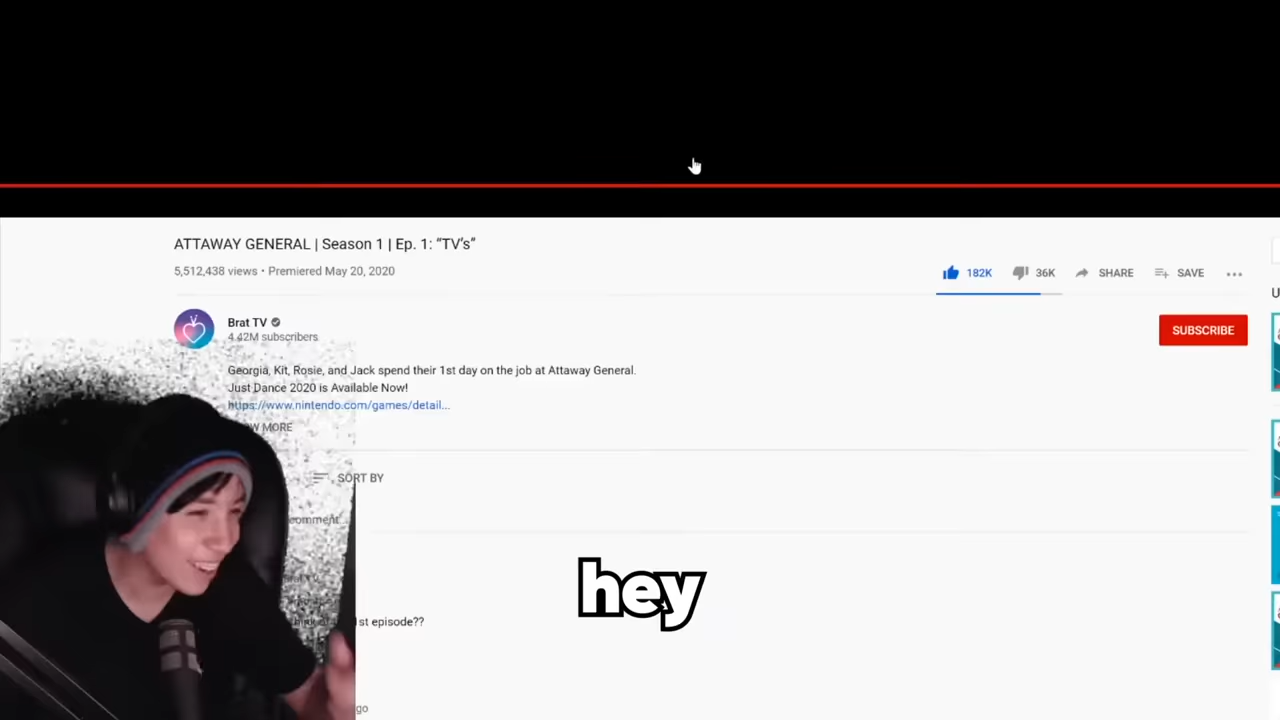 ATTAWAY GENERAL | Season 1 | Ep. 1: “TV’s”
5,512,438 views • Premiered May 20, 2020
182K 36K SHARE SAVE
Brat TV
4.42M subscribers
SUBSCRIBE
Georgia, Kit, Rosie, and Jack spend their 1st day on the job at Attaway General.
Just Dance 2020 is Available Now!
https://www.nintendo.com/games/detail...
MORE
SORT BY
comment...
hey
1st episode??